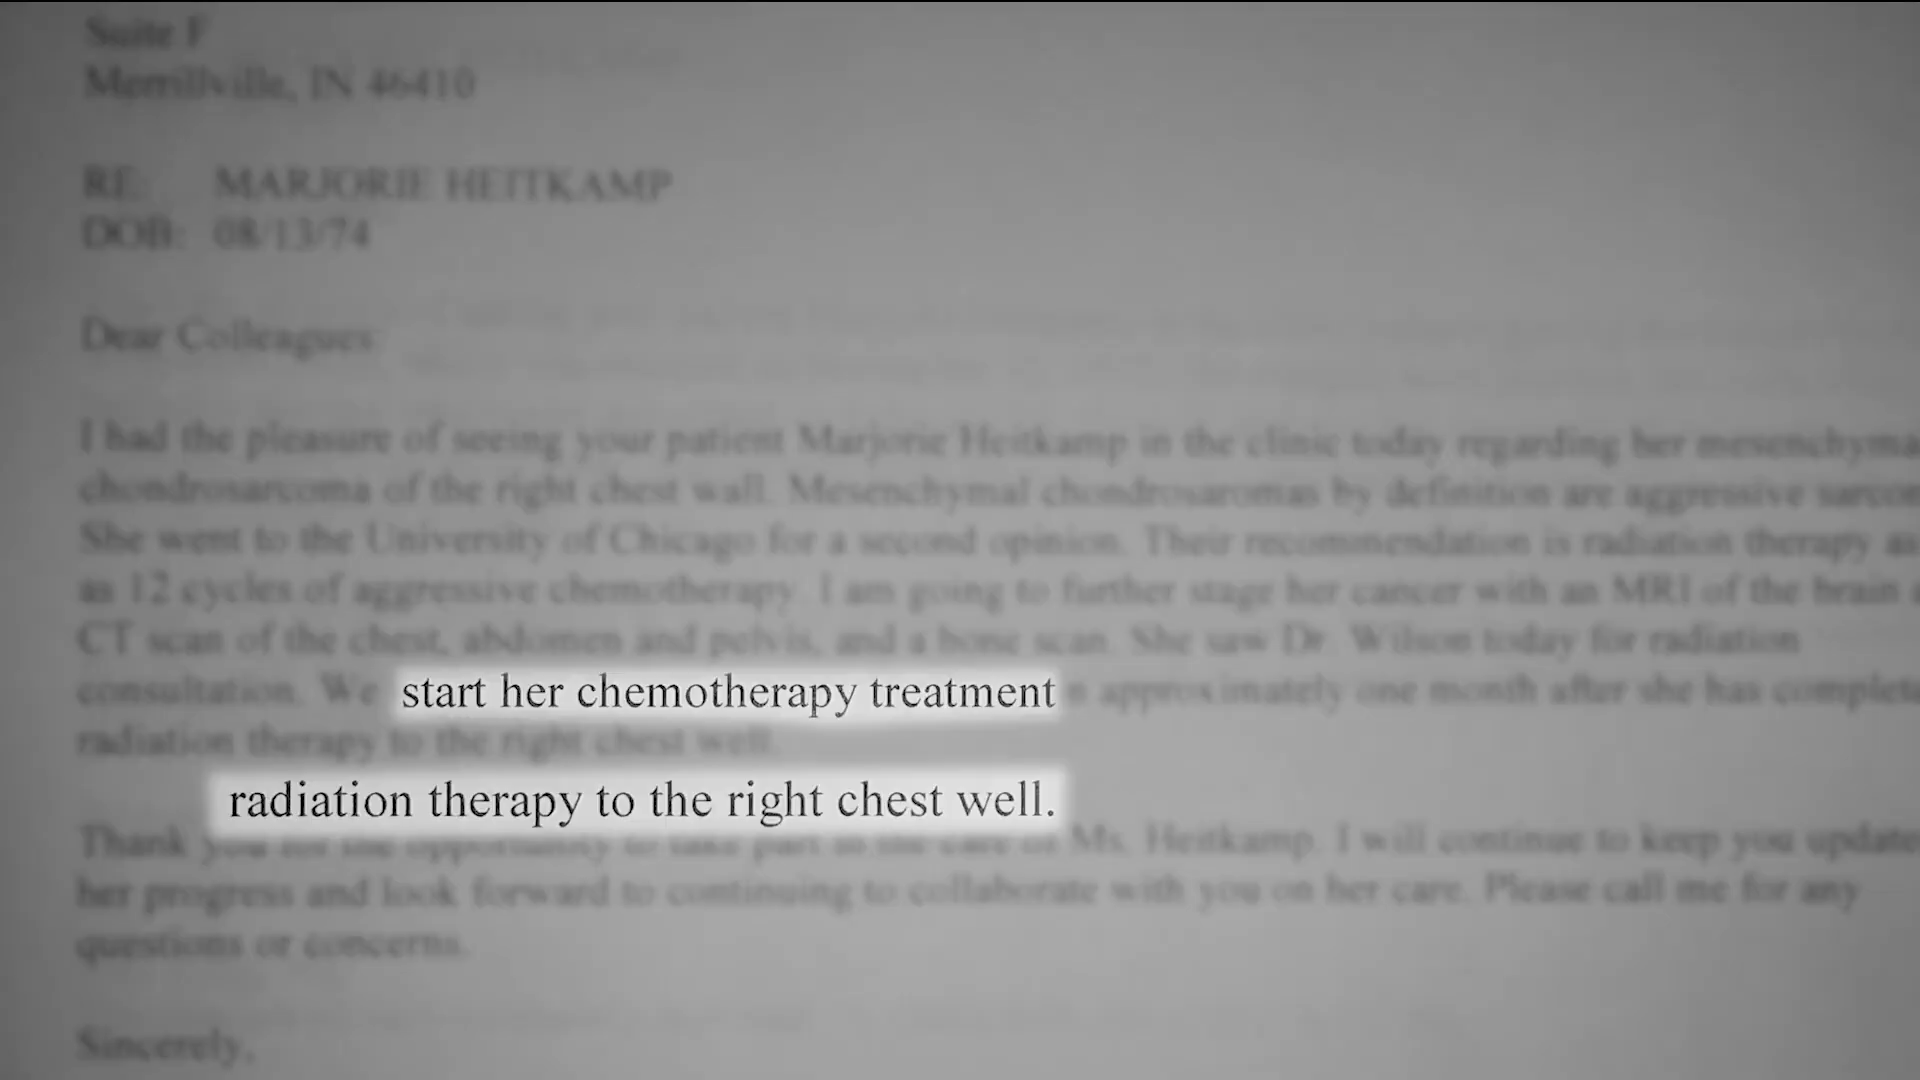 Suite F
Merrillville, IN 46410
RE: MARJORIE HEITKAMP
DOB: 08/13/74
Dear Colleagues:
I had the pleasure of seeing your patient Marjorie Heitkamp in the clinic today regarding her mesenchyma
chondrosarcoma of the right chest wall. Mesenchymal chondrosaromas by definition are aggressive sarcom
She went to the University of Chicago for a second opinion. Their recommendation is radiation therapy as
as 12 cycles of aggressive chemotherapy. I am going to further stage her cancer with an MRI of the brain a
CT scan of the chest, abdomen and pelvis, and a bone scan. She saw Dr. Wilson today for radiation
consultation. We start her chemotherapy treatment n approximately one month after she has complete
radiation therapy to the right chest well.
radiation therapy to the right chest well.
Thank you for the opportunity to take part in the care of Ms. Heitkamp. I will continue to keep you update
her progress and look forward to continuing to collaborate with you on her care. Please call me for any
questions or concerns.
Sincerely,